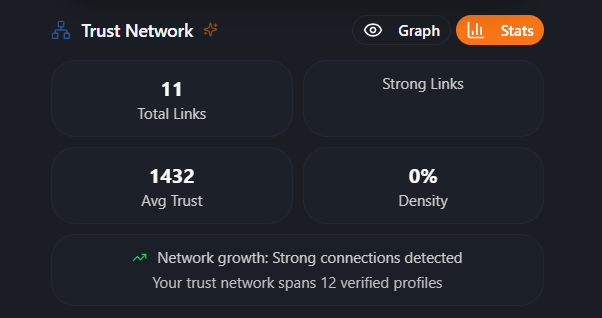 Trust Network
Graph
Stats
11
Total Links
Strong Links
1432
Avg Trust
0%
Density
Network growth: Strong connections detected
Your trust network spans 12 verified profiles